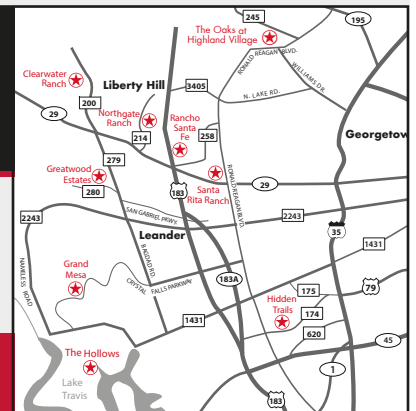 245
195
The Oaks at
Highland Village
RONALD REAGAN BLVD.
WILLIAMS DR.
Clearwater
Ranch
Liberty Hill
3405
N. LAKE RD.
200
29
Northgate
Ranch
Rancho
Santa
Fe
214
258
Georgetow
279
Greatwood
Estates
280
183
Santa
Rita Ranch
RONALD REAGAN BLVD.
29
2243
SAN GABRIEL PKWY.
2243
Leander
35
1431
NAMELESS ROAD
BAGDAD RD.
Grand
Mesa
CRYSTAL FALLS PARKWAY
183A
175
79
Hidden
Trails
174
1431
620
45
The Hollows
Lake
Travis
1
183